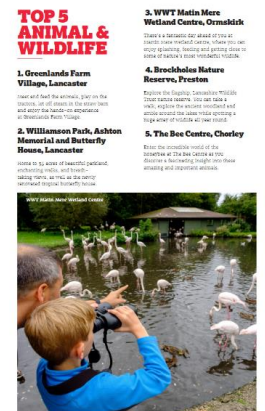 TOP 5
ANIMAL &
WILDLIFE
1. Greenlands Farm
Village, Lancaster
Meet and feed the animals, play on the
tractors, let off steam in the straw barn
and enjoy the hands-on experience
at Greenlands Farm Village.
2. Williamson Park, Ashton
Memorial and Butterfly
House, Lancaster
Home to 53 acres of beautiful parkland,
enchanting walks, and breath-
taking views, as well as the newly
renovated tropical butterfly house.
3. WWT Matin Mere
Wetland Centre, Ormskirk
There's a fantastic day ahead of you at
Martin Mere wetland centre, where you can
enjoy splashing, feeding and getting close to
some of nature's most wonderful wildlife.
4. Brockholes Nature
Reserve, Preston
Explore the flagship, Lancashire Wildlife
Trust nature reserve. You can take a
walk, explore the ancient woodland and
amble around the lakes while spotting a
huge array of wildlife all year round.
5. The Bee Centre, Chorley
Enter the incredible world of the
honeybee at The Bee Centre as you
discover a fascinating insight into these
amazing and important animals.
WWT Matin Mere Wetland Centre